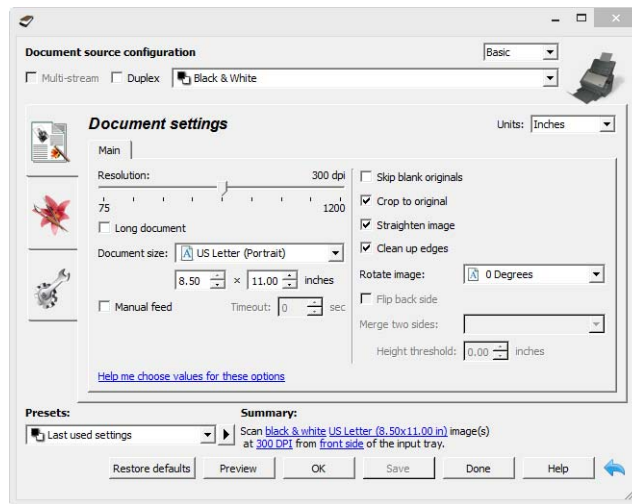 Document source configuration
Basic
Multi-stream Duplex Black & White
Document settings
Units: Inches
Main
Resolution: 300 dpi
75 1200
Long document
Document size: US Letter (Portrait)
8.50 × 11.00 inches
Manual feed Timeout: 0 sec
Help me choose values for these options
Skip blank originals
Crop to original
Straighten image
Clean up edges
Rotate image: 0 Degrees
Flip back side
Merge two sides:
Height threshold: 0.00 inches
Presets:
Last used settings
Summary:
Scan black & white US Letter (8.50x11.00 in) image(s)
at 300 DPI from front side of the input tray.
Restore defaults Preview OK Save Done Help